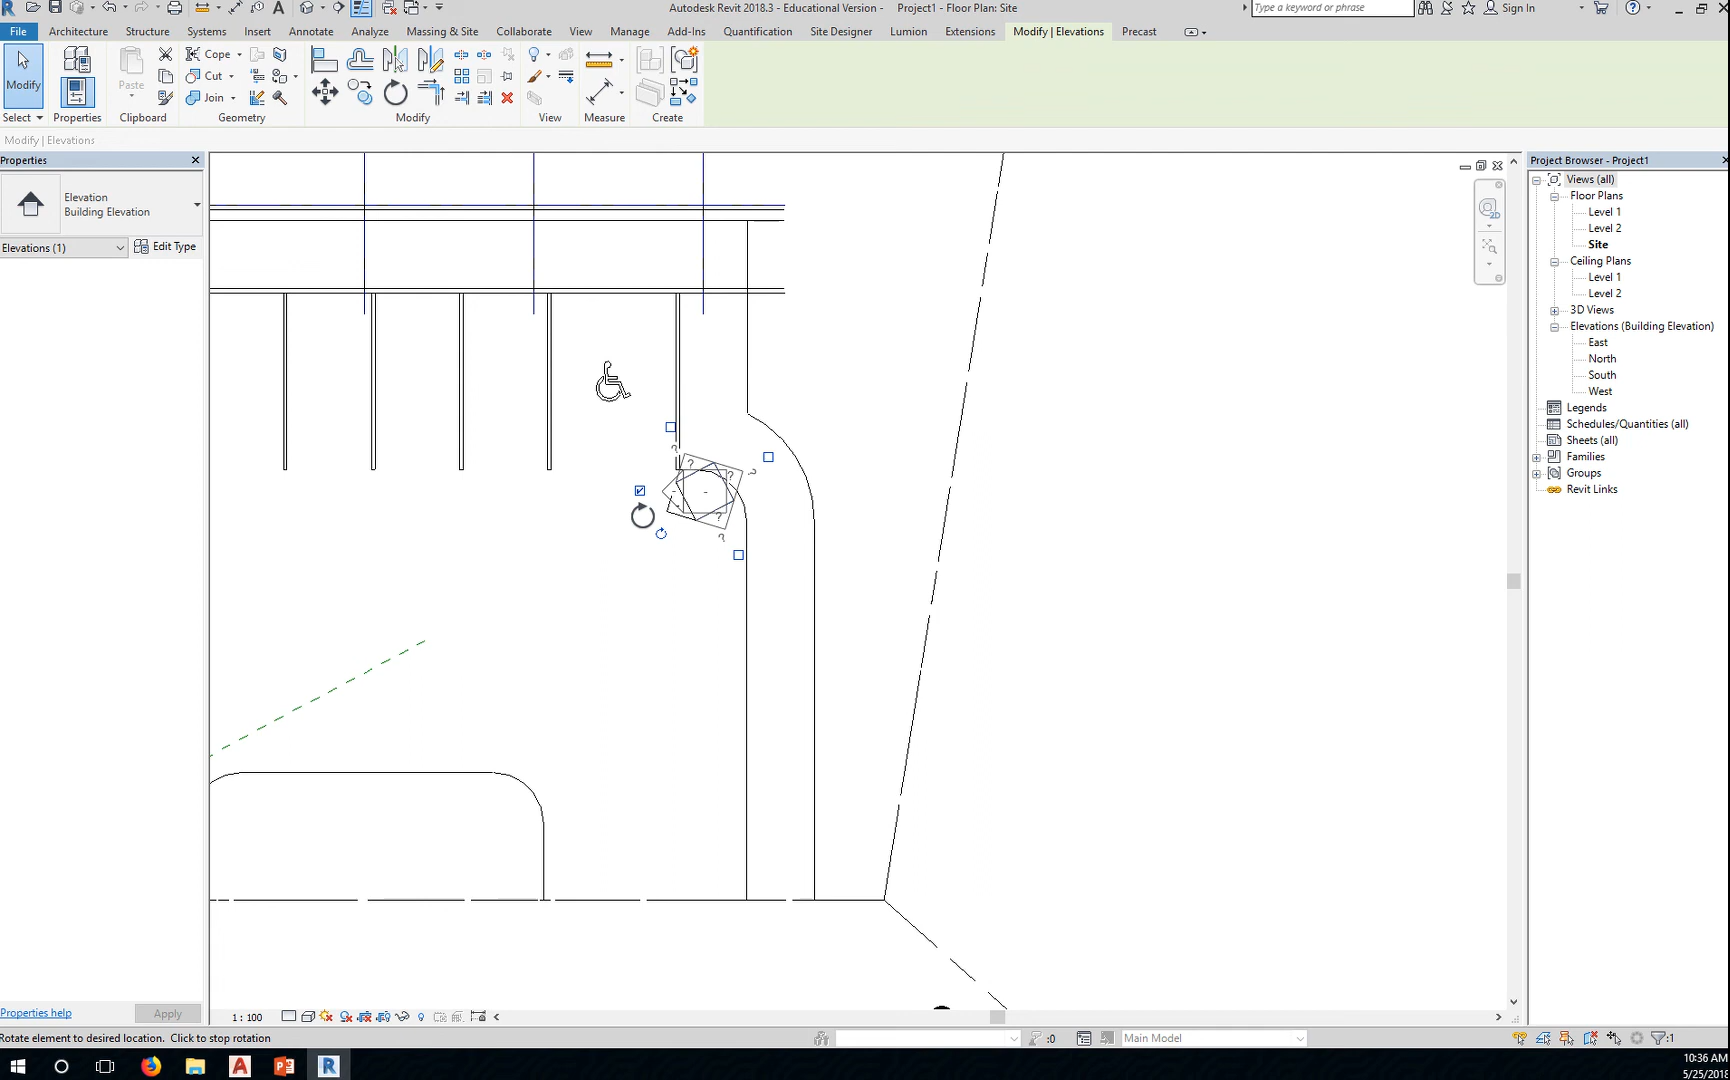 Autodesk Revit 2018.3 - Educational Version -    Project1 - Floor Plan: Site
Type a keyword or phrase
Sign In
File Architecture Structure Systems Insert Annotate Analyze Massing & Site Collaborate View Manage Add-Ins Quantification Site Designer Lumion Extensions Modify | Elevations Precast
Modify
Paste
Cope
Cut
Join
Select Properties Clipboard Geometry Modify View Measure Create
Modify | Elevations
Properties
Elevation
Building Elevation
Elevations (1)
Edit Type
Properties help
Apply
2D
?
?
?
?
?
?
1 : 100
Project Browser - Project1
Views (all)
Floor Plans
Level 1
Level 2
Site
Ceiling Plans
Level 1
Level 2
3D Views
Elevations (Building Elevation)
East
North
South
West
Legends
Schedules/Quantities (all)
Sheets (all)
Families
Groups
Revit Links
Rotate element to desired location. Click to stop rotation
:0
Main Model
:1
10:36 AM
5/25/2018